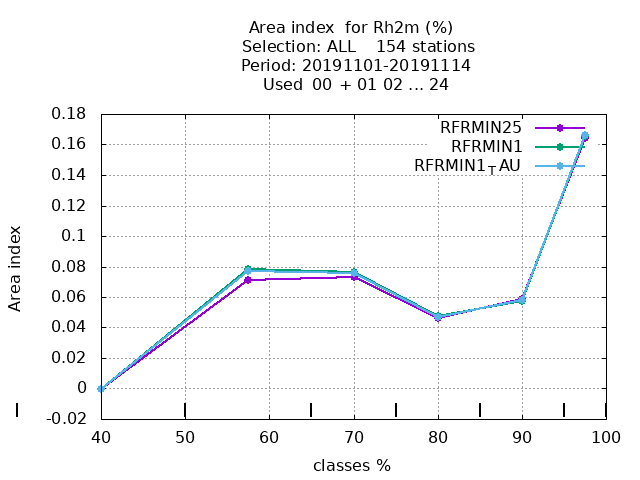 Area index  for Rh2m (%)
Selection: ALL    154 stations
Period: 20191101-20191114
Used  00  + 01 02 ... 24
0.18
0.16
0.14
0.12
0.1
0.08
0.06
0.04
0.02
0
-0.02
Area index
RFRMIN25
RFRMIN1
RFRMIN1TAU
40 50 60 70 80 90 100
classes %